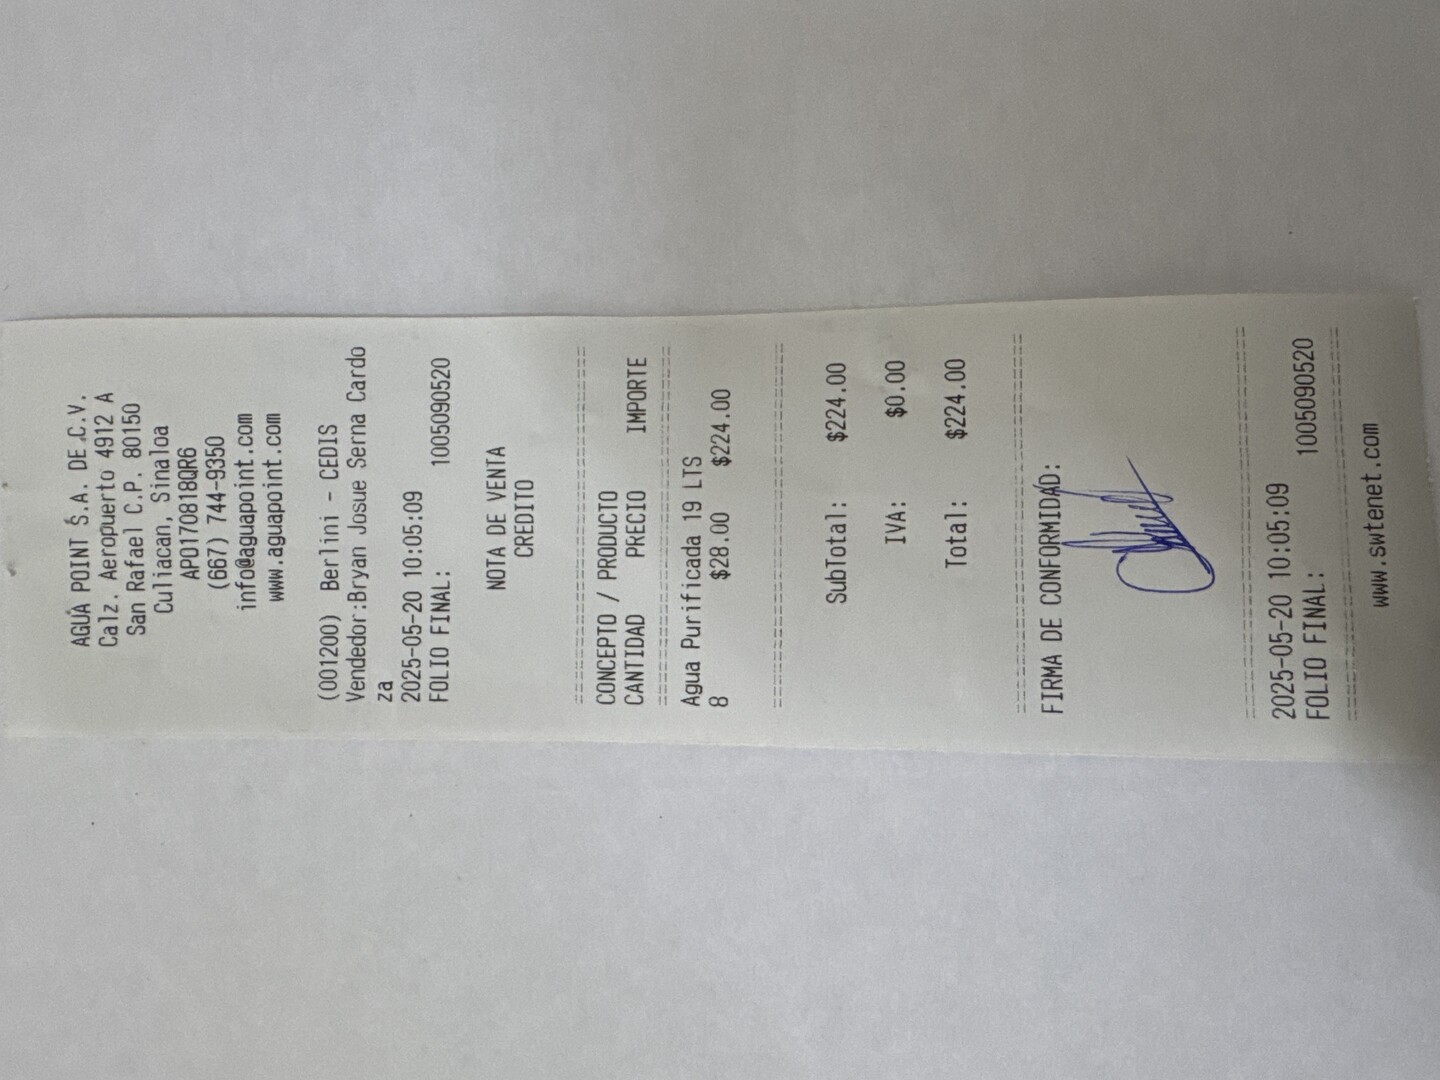 AGUA POINT S.A. DE.C.V.
Calz. Aeropuerto 4912 A
San Rafael C.P. 80150
Culiacan, Sinaloa
APO170818QR6
(667) 744-9350
info@aguapoint.com
www.aguapoint.com
(001200) Berlini - CEDIS
Vendedor:Bryan Josue Serna Cardo
za
2025-05-20 10:05:09
FOLIO FINAL: 1005090520
NOTA DE VENTA
CREDITO
CONCEPTO / PRODUCTO
CANTIDAD PRECIO IMPORTE
Agua Purificada 19 LTS
8 $28.00 $224.00
SubTotal: $224.00
IVA: $0.00
Total: $224.00
FIRMA DE CONFORMIDAD:
2025-05-20 10:05:09
FOLIO FINAL: 1005090520
www.swtenet.com